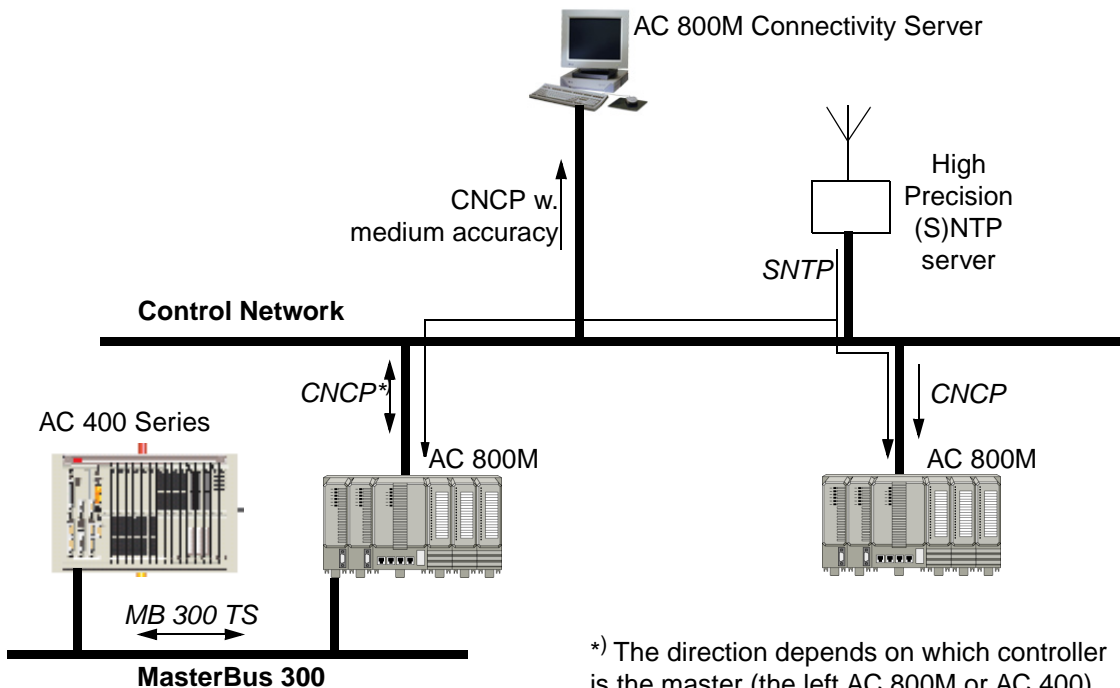 AC 800M Connectivity Server
High
Precision
(S)NTP
server
CNCP w.
medium accuracy
SNTP
Control Network
CNCP*)
CNCP
AC 400 Series
AC 800M
AC 800M
MB 300 TS
MasterBus 300
*) The direction depends on which controller
is the master (the left AC 800M or AC 400)